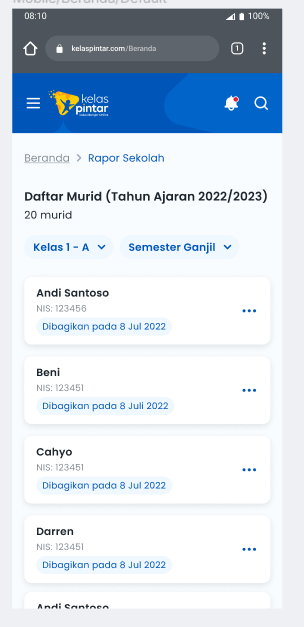 Mobile/Beranda/Default
08:10
100%
kelaspintar.com/Beranda
1
kelas
pintar
Beranda > Rapor Sekolah
Daftar Murid (Tahun Ajaran 2022/2023)
20 murid
Kelas 1 - A
Semester Ganjil
Andi Santoso
NIS: 123456
Dibagikan pada 8 Jul 2022
Beni
NIS: 123451
Dibagikan pada 8 Juli 2022
Cahyo
NIS: 123451
Dibagikan pada 8 Jul 2022
Darren
NIS: 123451
Dibagikan pada 8 Jul 2022
Andi Santoso